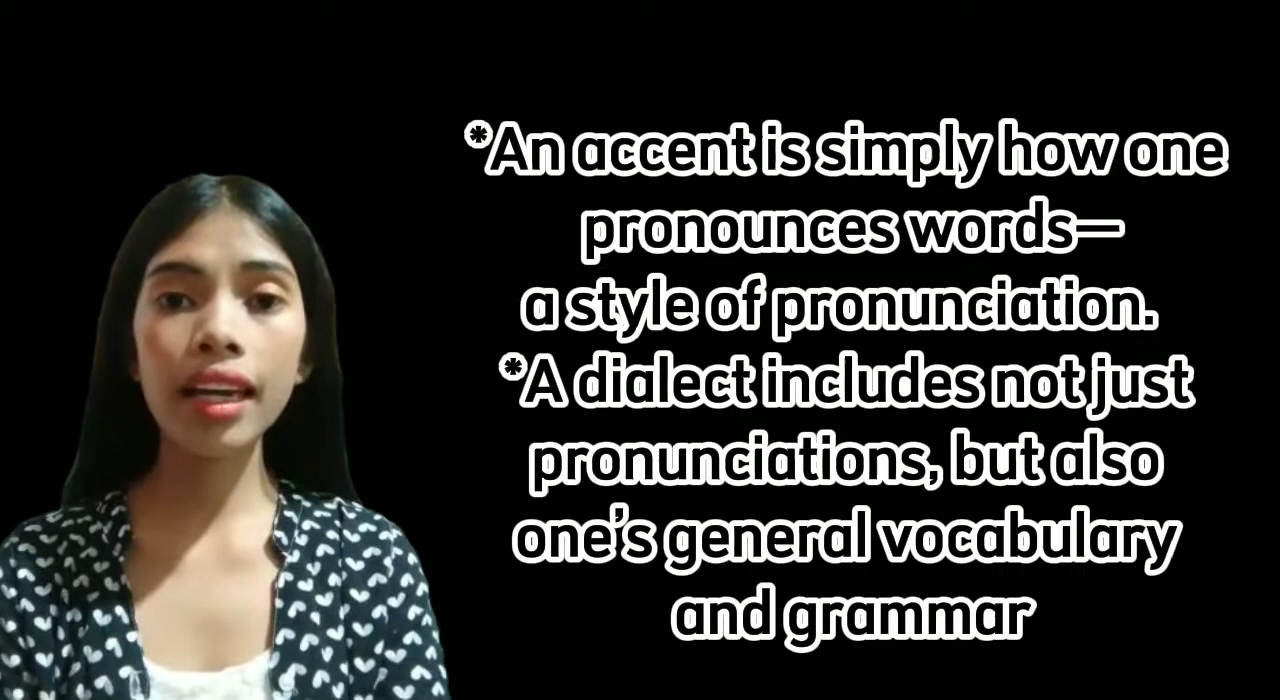 *An accent is simply how one
pronounces words—
a style of pronunciation.
*A dialect includes not just
pronunciations, but also
one's general vocabulary
and grammar